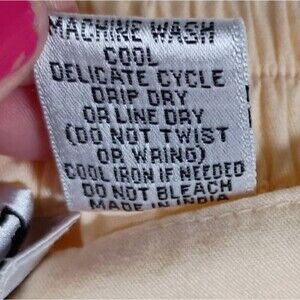 MACHINE WASH
COOL
DELICATE CYCLE
DRIP DRY
OR LINE DRY
(DO NOT TWIST
OR WRING)
COOL IRON IF NEEDED
DO NOT BLEACH
MADE IN INDIA